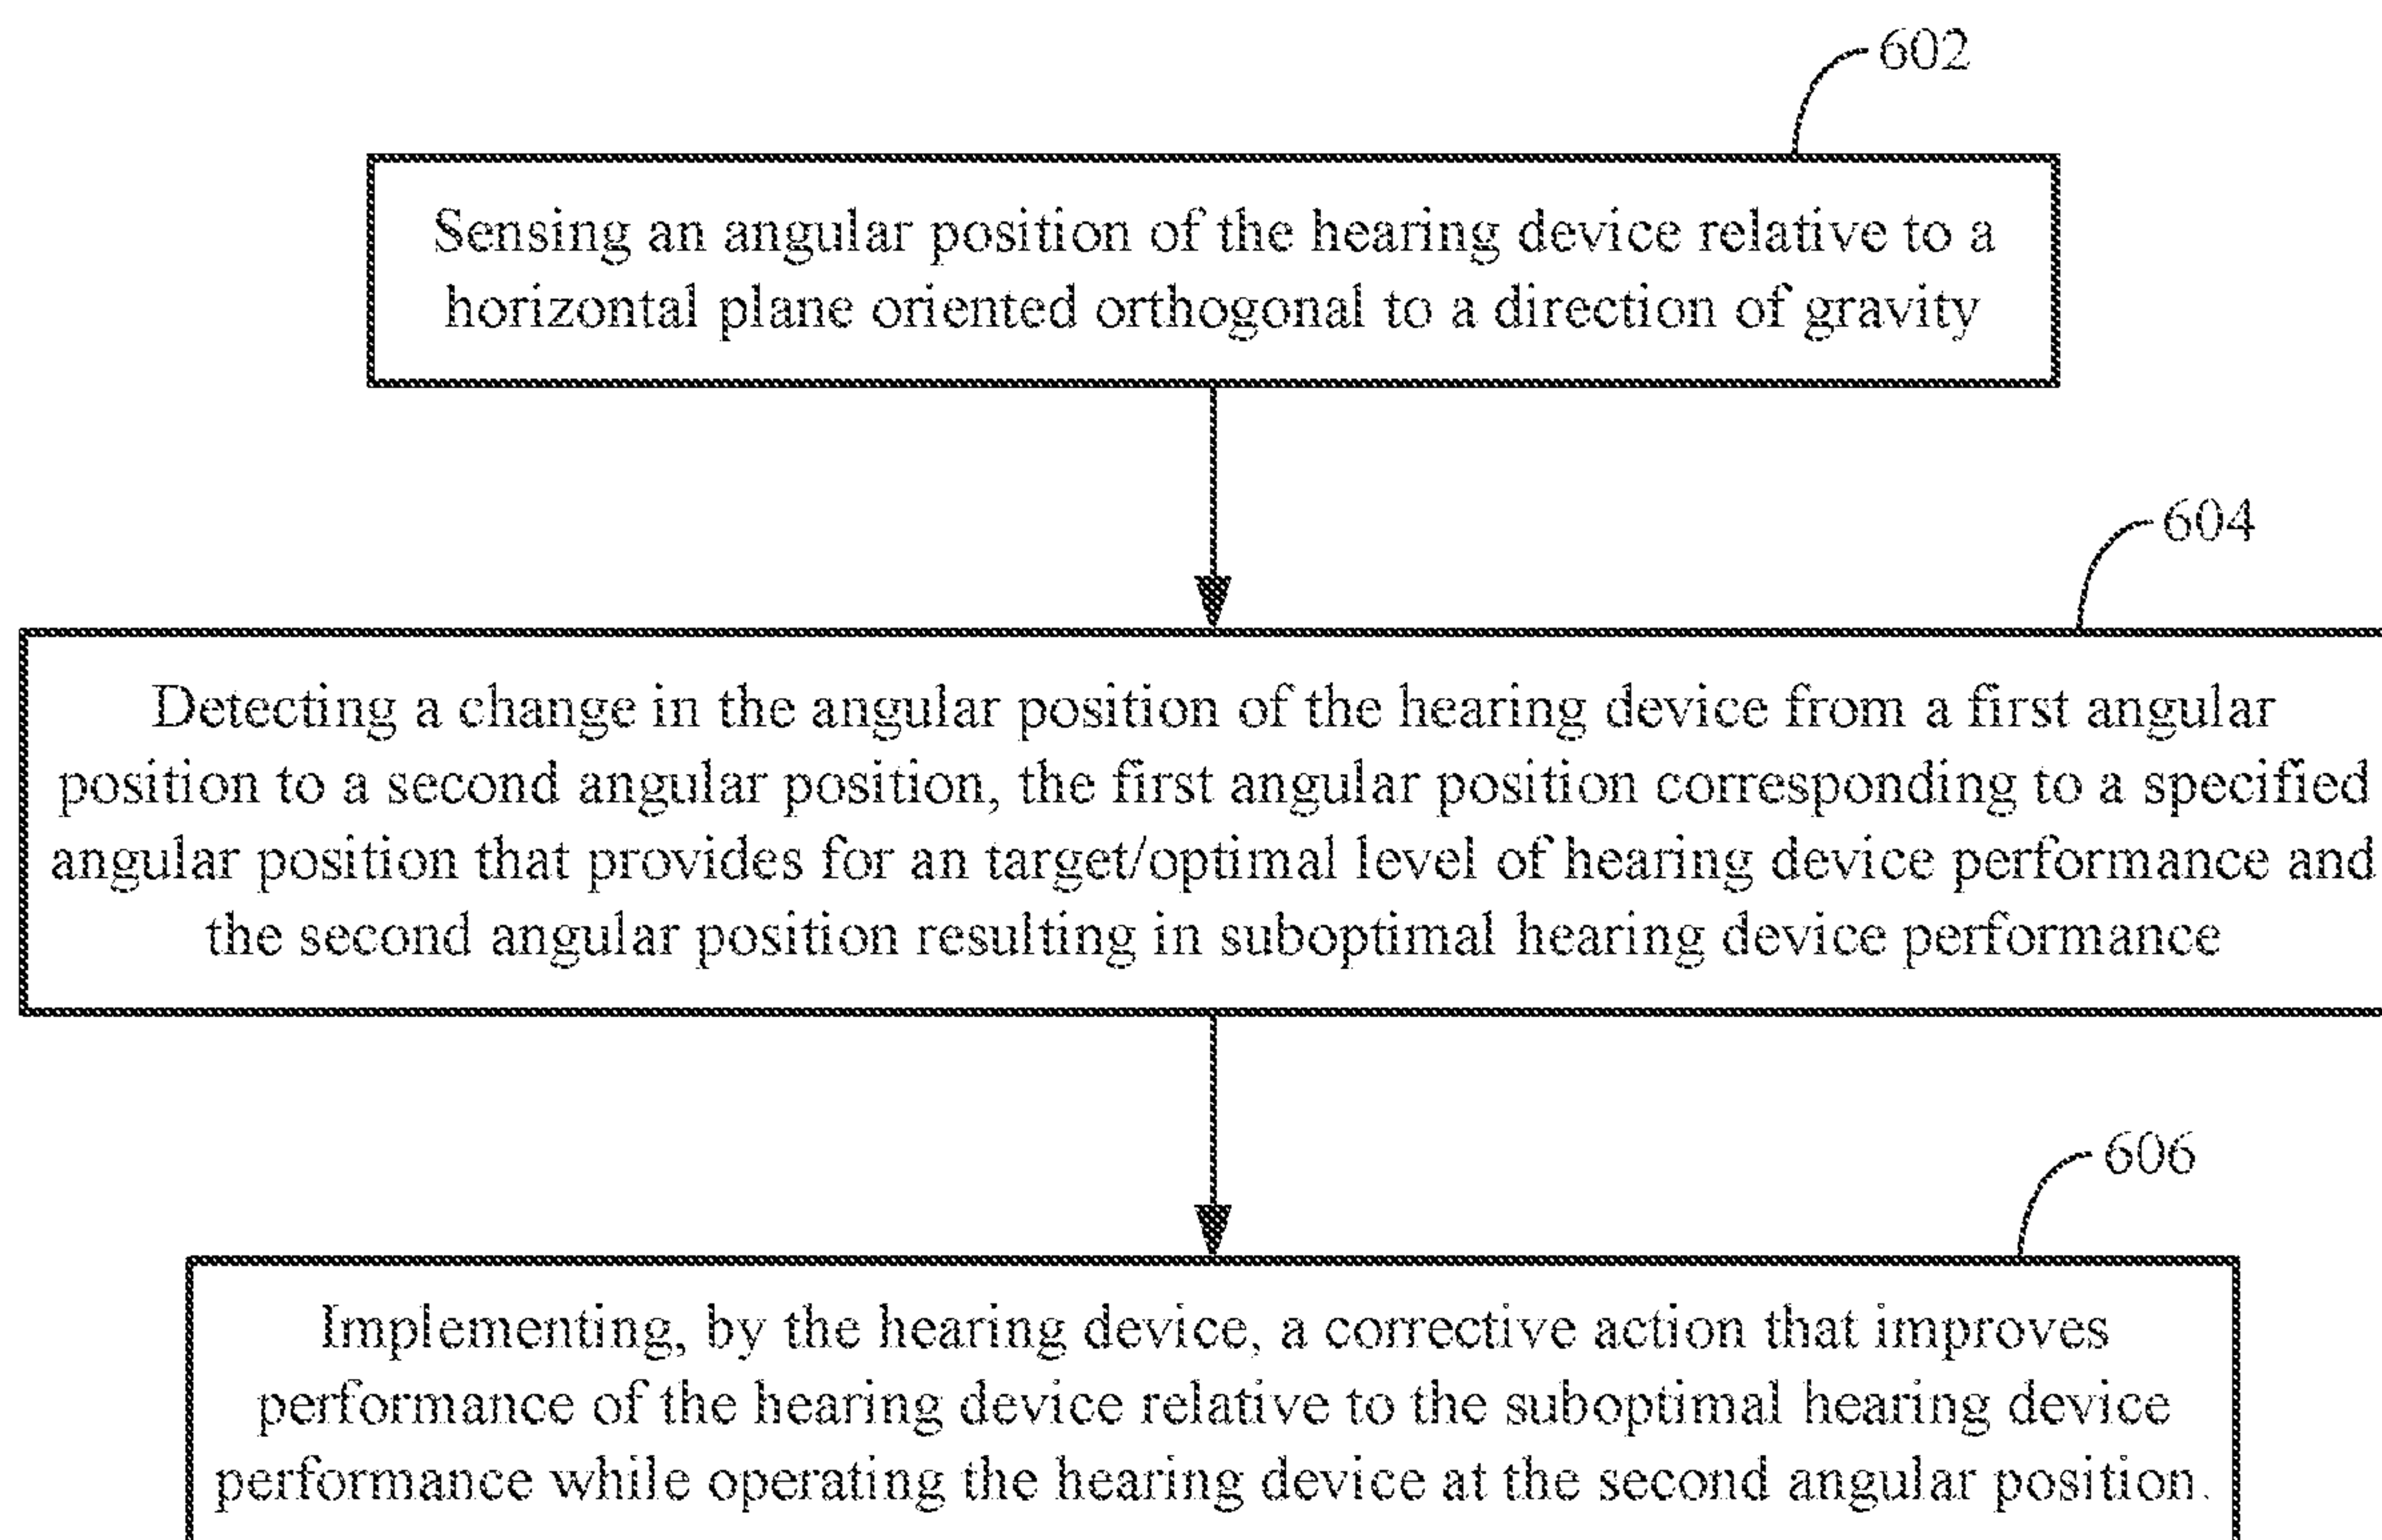 602
Sensing an angular position of the hearing device relative to a
horizontal plane oriented orthogonal to a direction of gravity
604
Detecting a change in the angular position of the hearing device from a first angular
position to a second angular position, the first angular position corresponding to a specified
angular position that provides for an target/optimal level of hearing device performance and
the second angular position resulting in suboptimal hearing device performance
606
Implementing, by the hearing device, a corrective action that improves
performance of the hearing device relative to the suboptimal hearing device
performance while operating the hearing device at the second angular position.